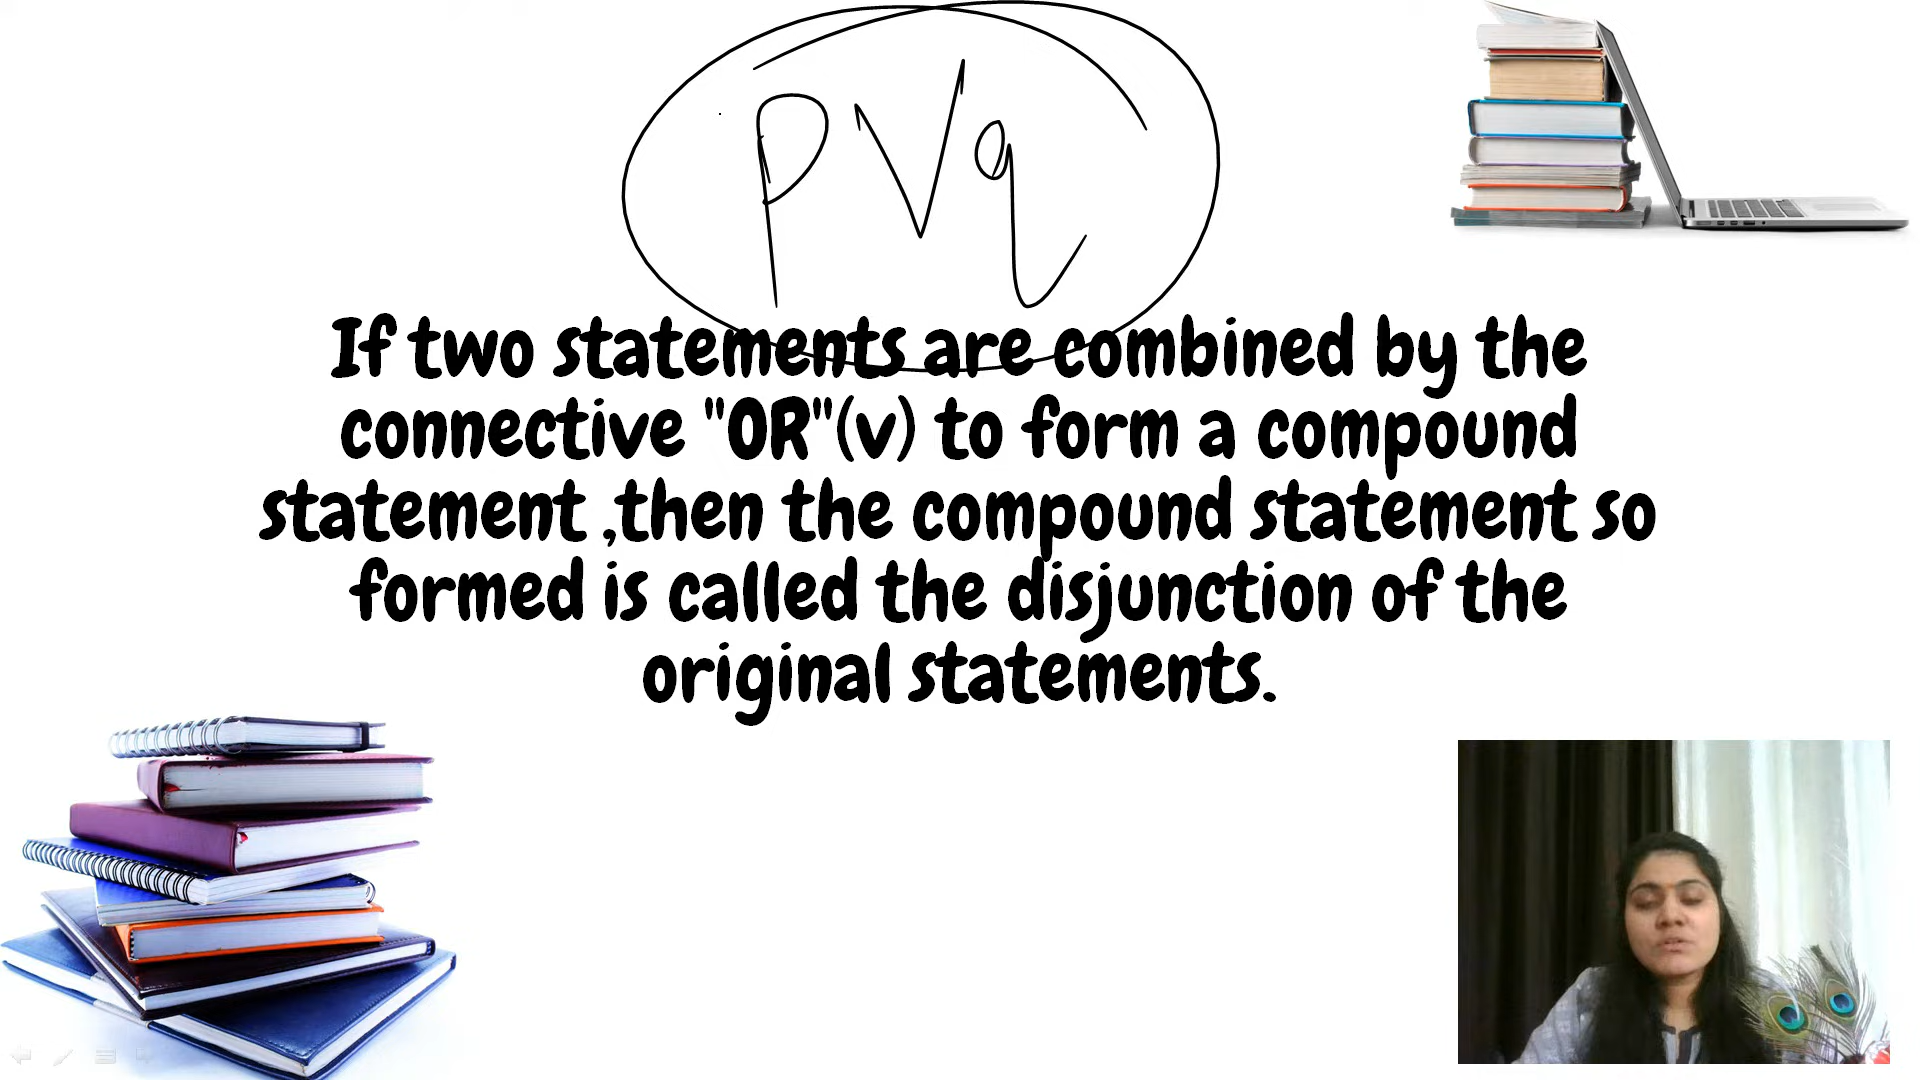 p V q
If two statements are combined by the
connective "OR"(v) to form a compound
statement ,then the compound statement so
formed is called the disjunction of the
original statements.